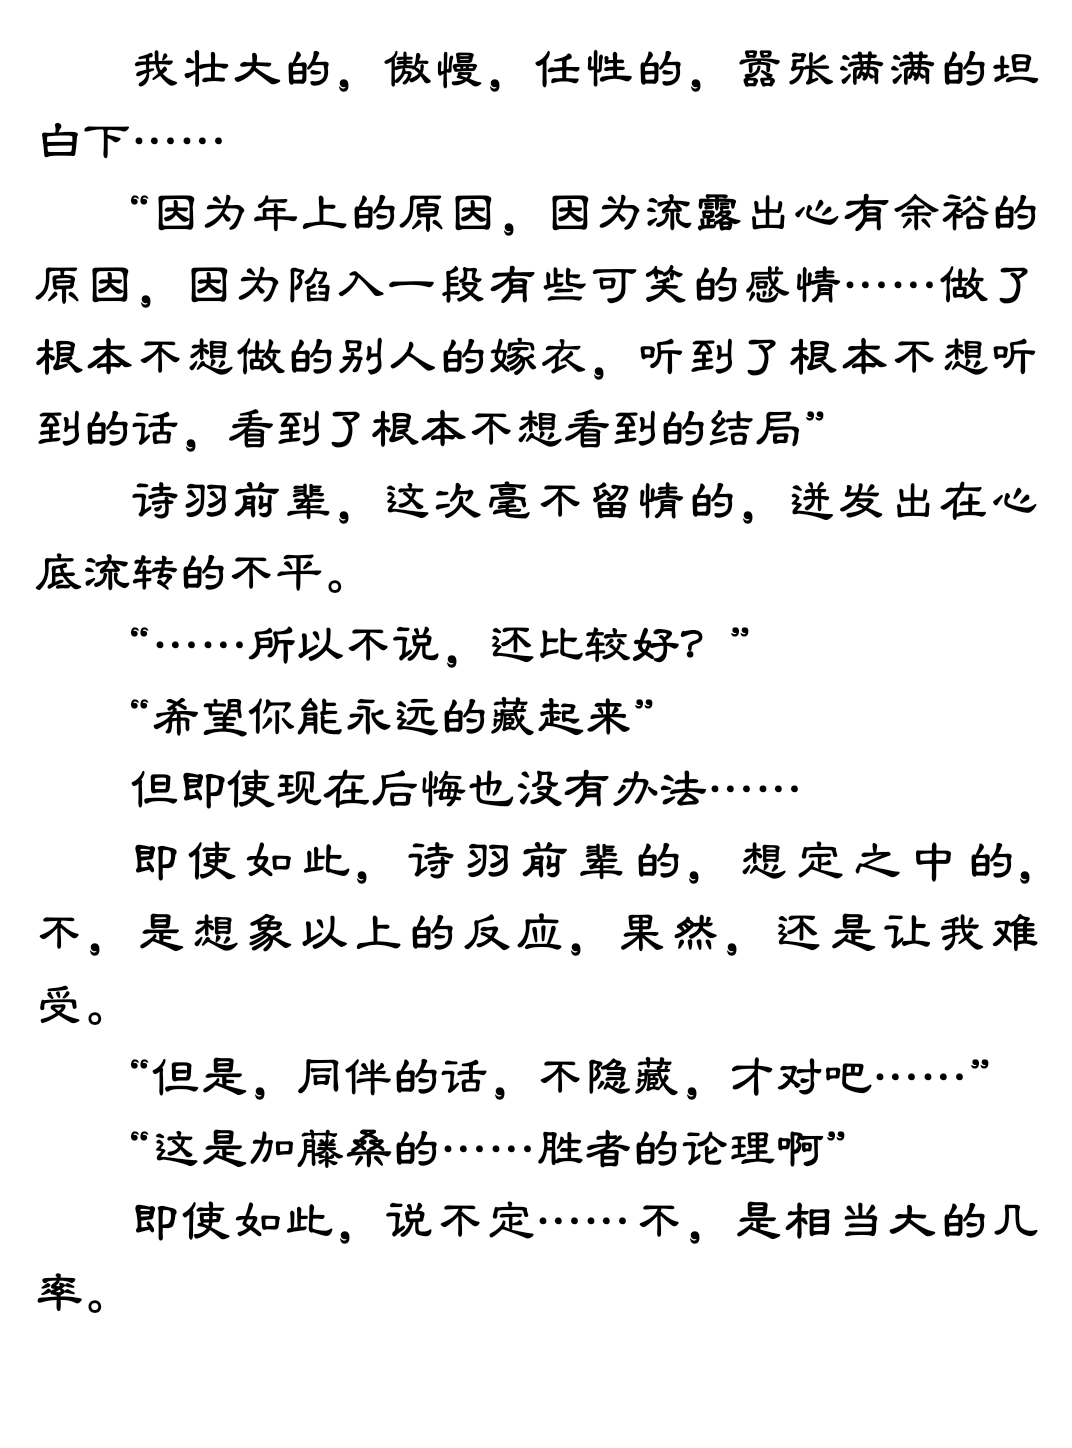 我壮大的，傲慢，任性的，嚣张满满的坦
白下……
“因为年上的原因，因为流露出心有余裕的
原因，因为陷入一段有些可笑的感情……做了
根本不想做的别人的嫁衣，听到了根本不想听
到的话，看到了根本不想看到的结局”
诗羽前辈，这次毫不留情的，迸发出在心
底流转的不平。
“……所以不说，还比较好？”
“希望你能永远的藏起来”
但即使现在后悔也没有办法……
即使如此，诗羽前辈的，想定之中的，
不，是想象以上的反应，果然，还是让我难
受。
“但是，同伴的话，不隐藏，才对吧……”
“这是加藤桑的……胜者的论理啊”
即使如此，说不定……不，是相当大的几
率。